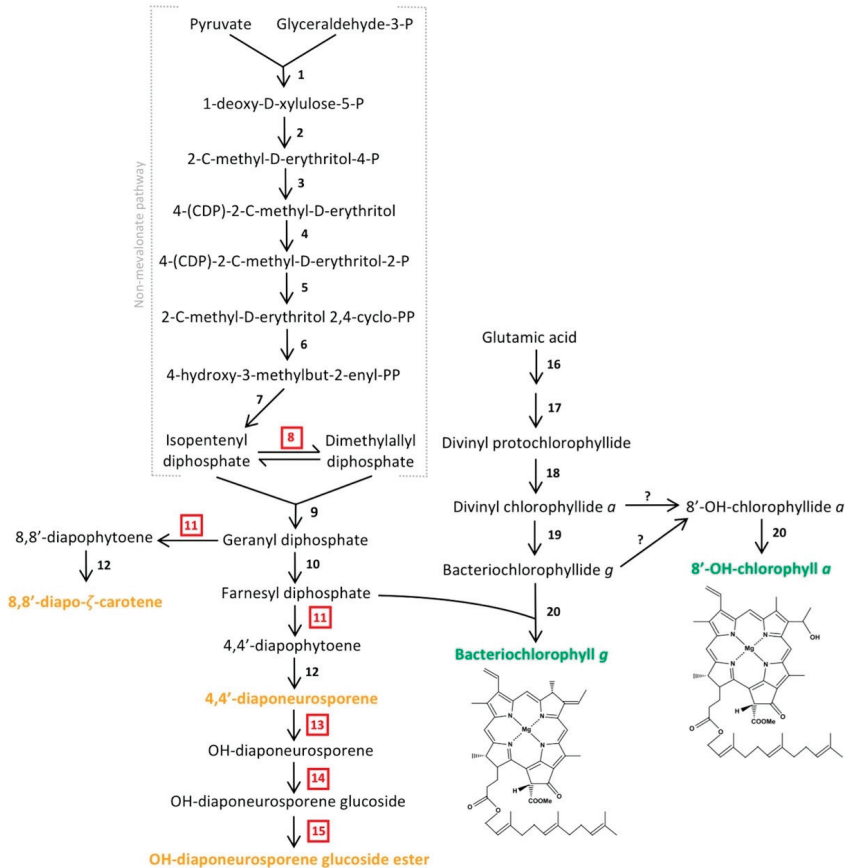 Pyruvate Glyceraldehyde-3-P
1
1-deoxy-D-xylulose-5-P
2
2-C-methyl-D-erythritol-4-P
3
4-(CDP)-2-C-methyl-D-erythritol
4
4-(CDP)-2-C-methyl-D-erythritol-2-P
5
2-C-methyl-D-erythritol 2,4-cyclo-PP
6
4-hydroxy-3-methylbut-2-enyl-PP
7
Isopentenyl
diphosphate
8
Dimethylallyl
diphosphate
Non-mevalonate pathway
9
Geranyl diphosphate
11
8,8'-diapophytoene
12
8,8'-diapo-ζ-carotene
10
Farnesyl diphosphate
11
4,4'-diapophytoene
12
4,4'-diaponeurosporene
13
OH-diaponeurosporene
14
OH-diaponeurosporene glucoside
15
OH-diaponeurosporene glucoside ester
Glutamic acid
16
17
Divinyl protochlorophyllide
18
Divinyl chlorophyllide a
?
8'-OH-chlorophyllide a
19
?
20
Bacteriochlorophyllide g
8'-OH-chlorophyll a
20
Bacteriochlorophyll g
N
N
Mg
N
N
H
COOMe
O
O
O
N
N
OH
Mg
N
N
H
COOMe
O
O
O